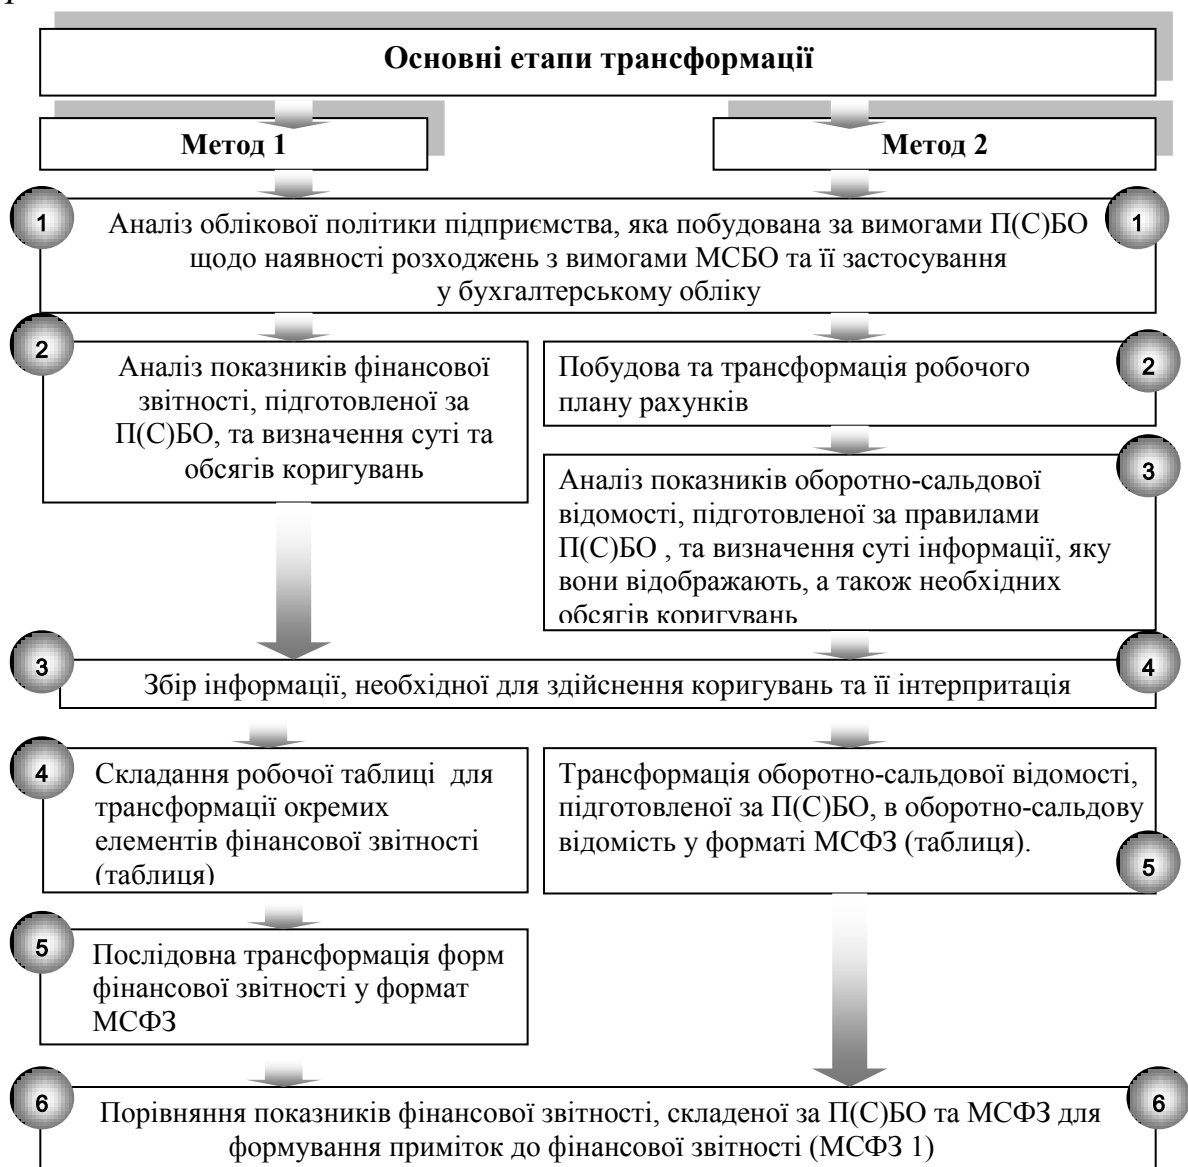 Основні етапи трансформації
Метод 1
Метод 2
1
1
Аналіз облікової політики підприємства, яка побудована за вимогами П(С)БО
щодо наявності розходжень з вимогами МСБО та її застосування
у бухгалтерському обліку
2
Аналіз показників фінансової
звітності, підготовленої за
П(С)БО, та визначення суті та
обсягів коригувань
2
Побудова та трансформація робочого
плану рахунків
3
Аналіз показників оборотно-сальдової
відомості, підготовленої за правилами
П(С)БО , та визначення суті інформації, яку
вони відображають, а також необхідних
обсягів коригувань
3
4
Збір інформації, необхідної для здійснення коригувань та її інтерпритація
4
Складання робочої таблиці для
трансформації окремих
елементів фінансової звітності
(таблиця)
Трансформація оборотно-сальдової відомості,
підготовленої за П(С)БО, в оборотно-сальдову
відомість у форматі МСФЗ (таблиця).
5
5
Послідовна трансформація форм
фінансової звітності у формат
МСФЗ
6
6
Порівняння показників фінансової звітності, складеної за П(С)БО та МСФЗ для
формування приміток до фінансової звітності (МСФЗ 1)